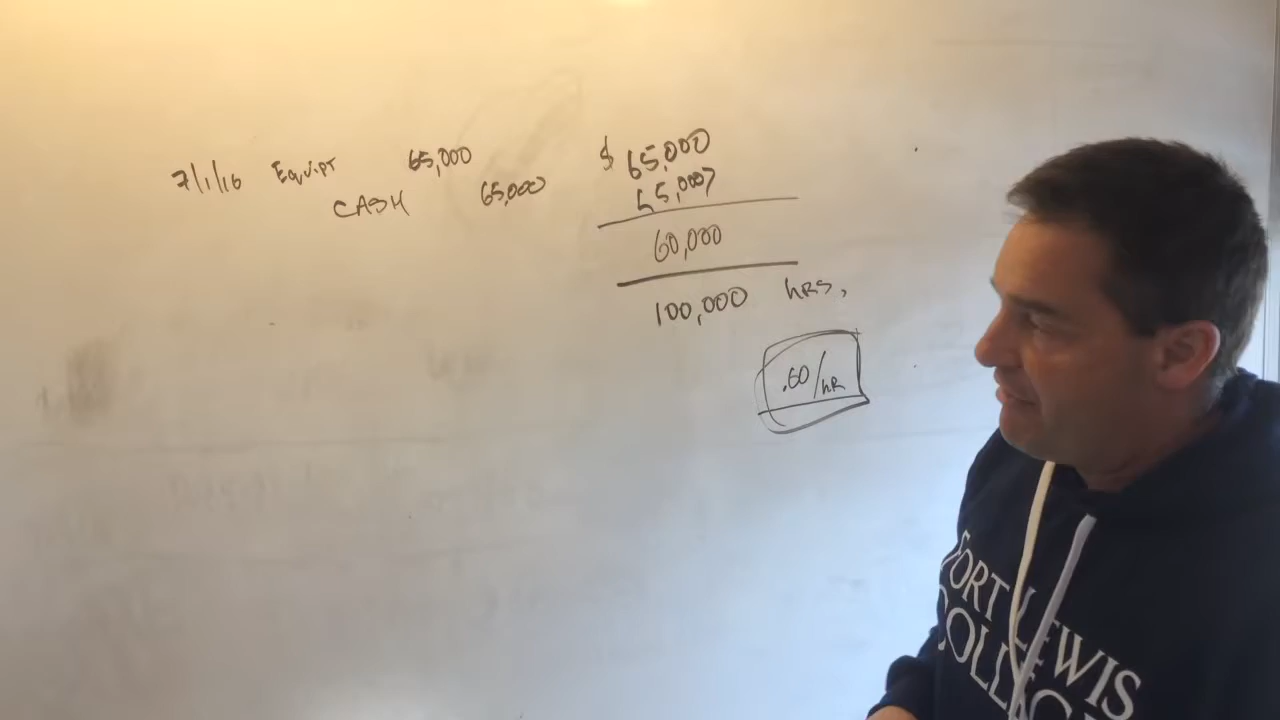 7/1/16 Equipt 65,000
CASH 65,000
$ 65,000
<5,000>
60,000
100,000 hrs.
.60/hr
FORT LEWIS
COLLEGE